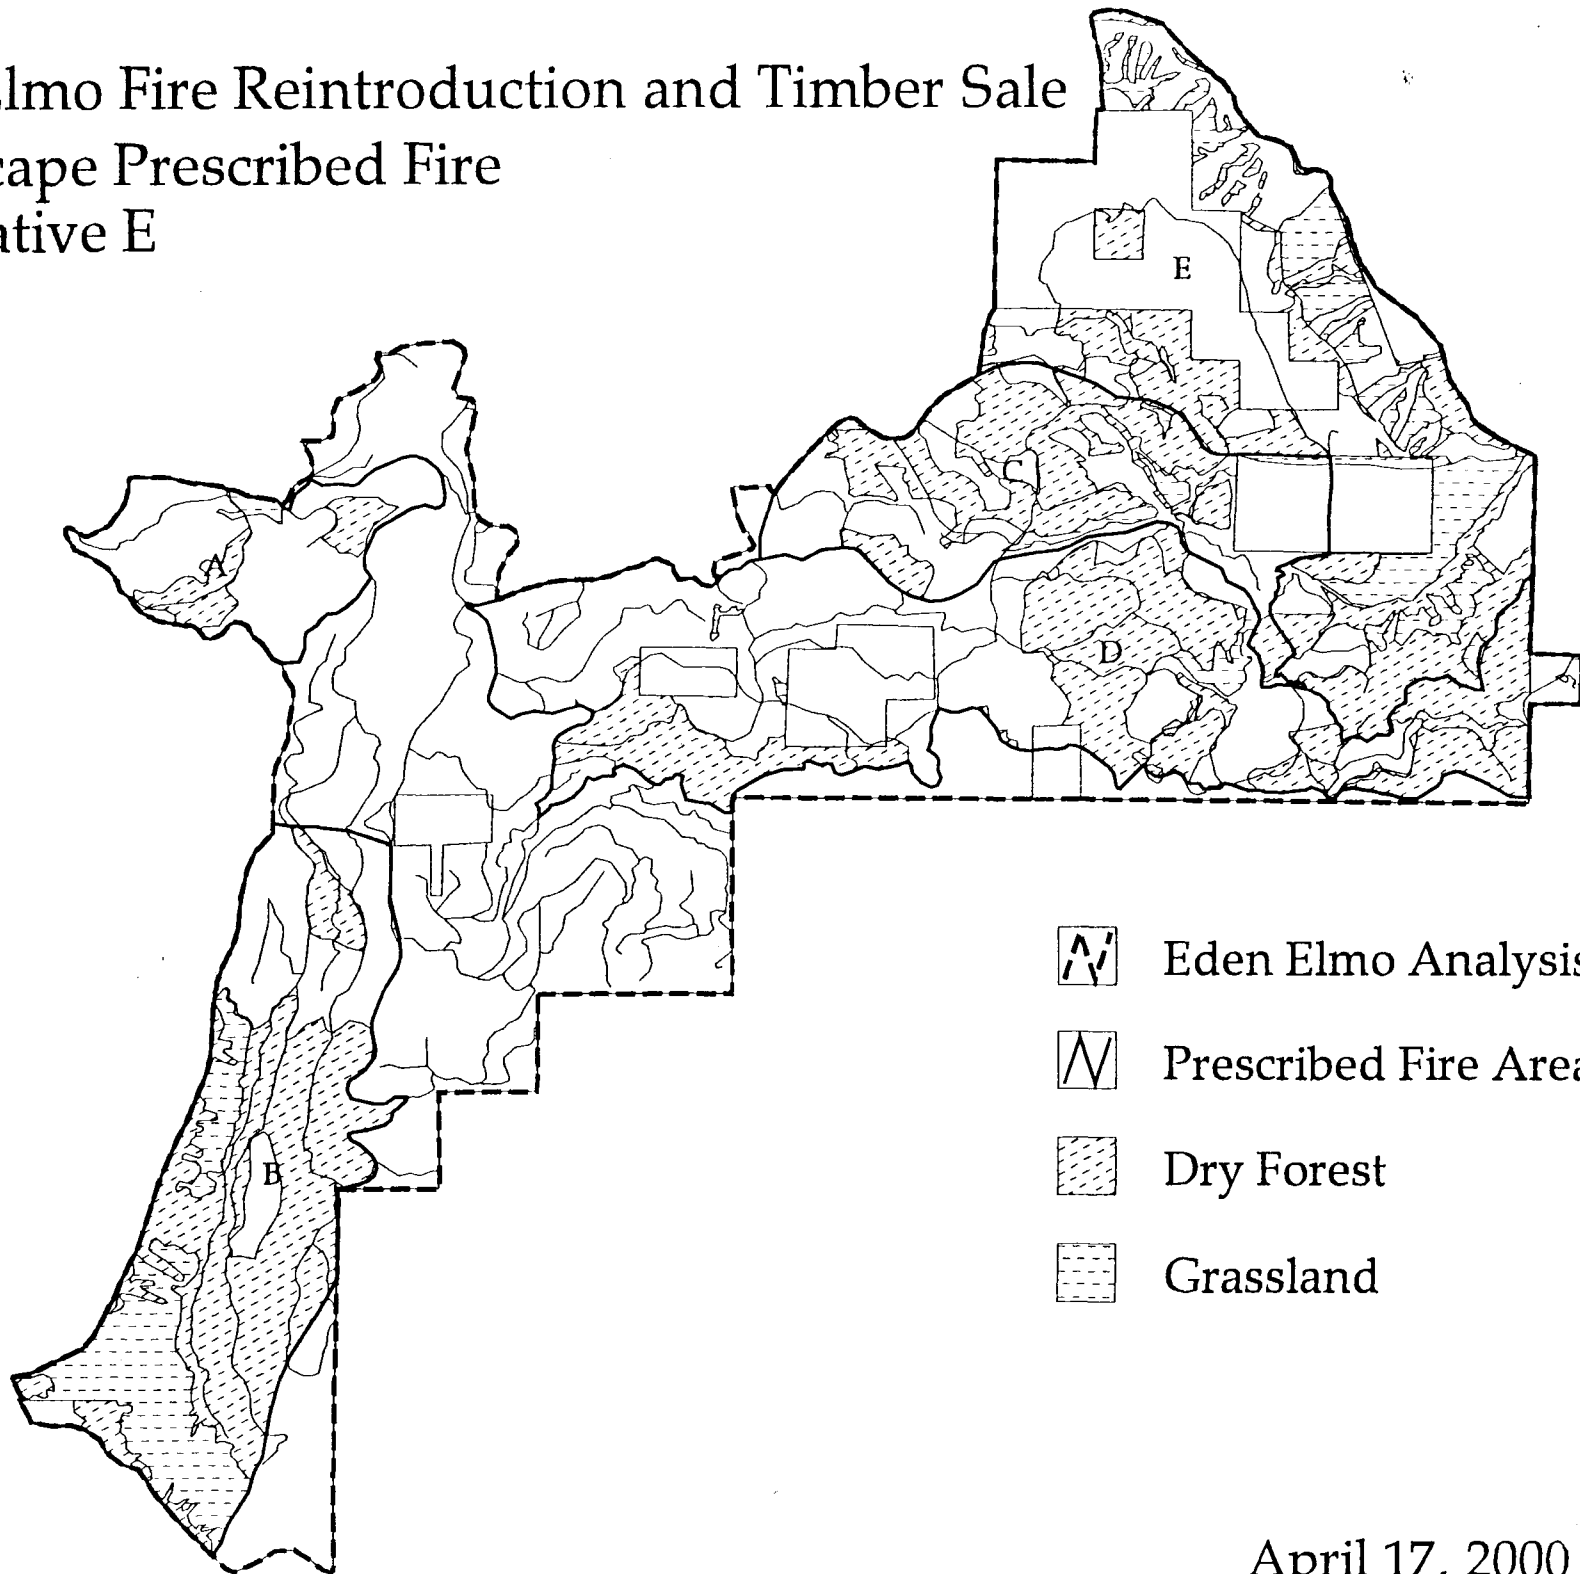 Elmo Fire Reintroduction and Timber Sale
cape Prescribed Fire
ative E
E
C
A
D
Eden Elmo Analysis
Prescribed Fire Area
Dry Forest
B
Grassland
April 17, 2000